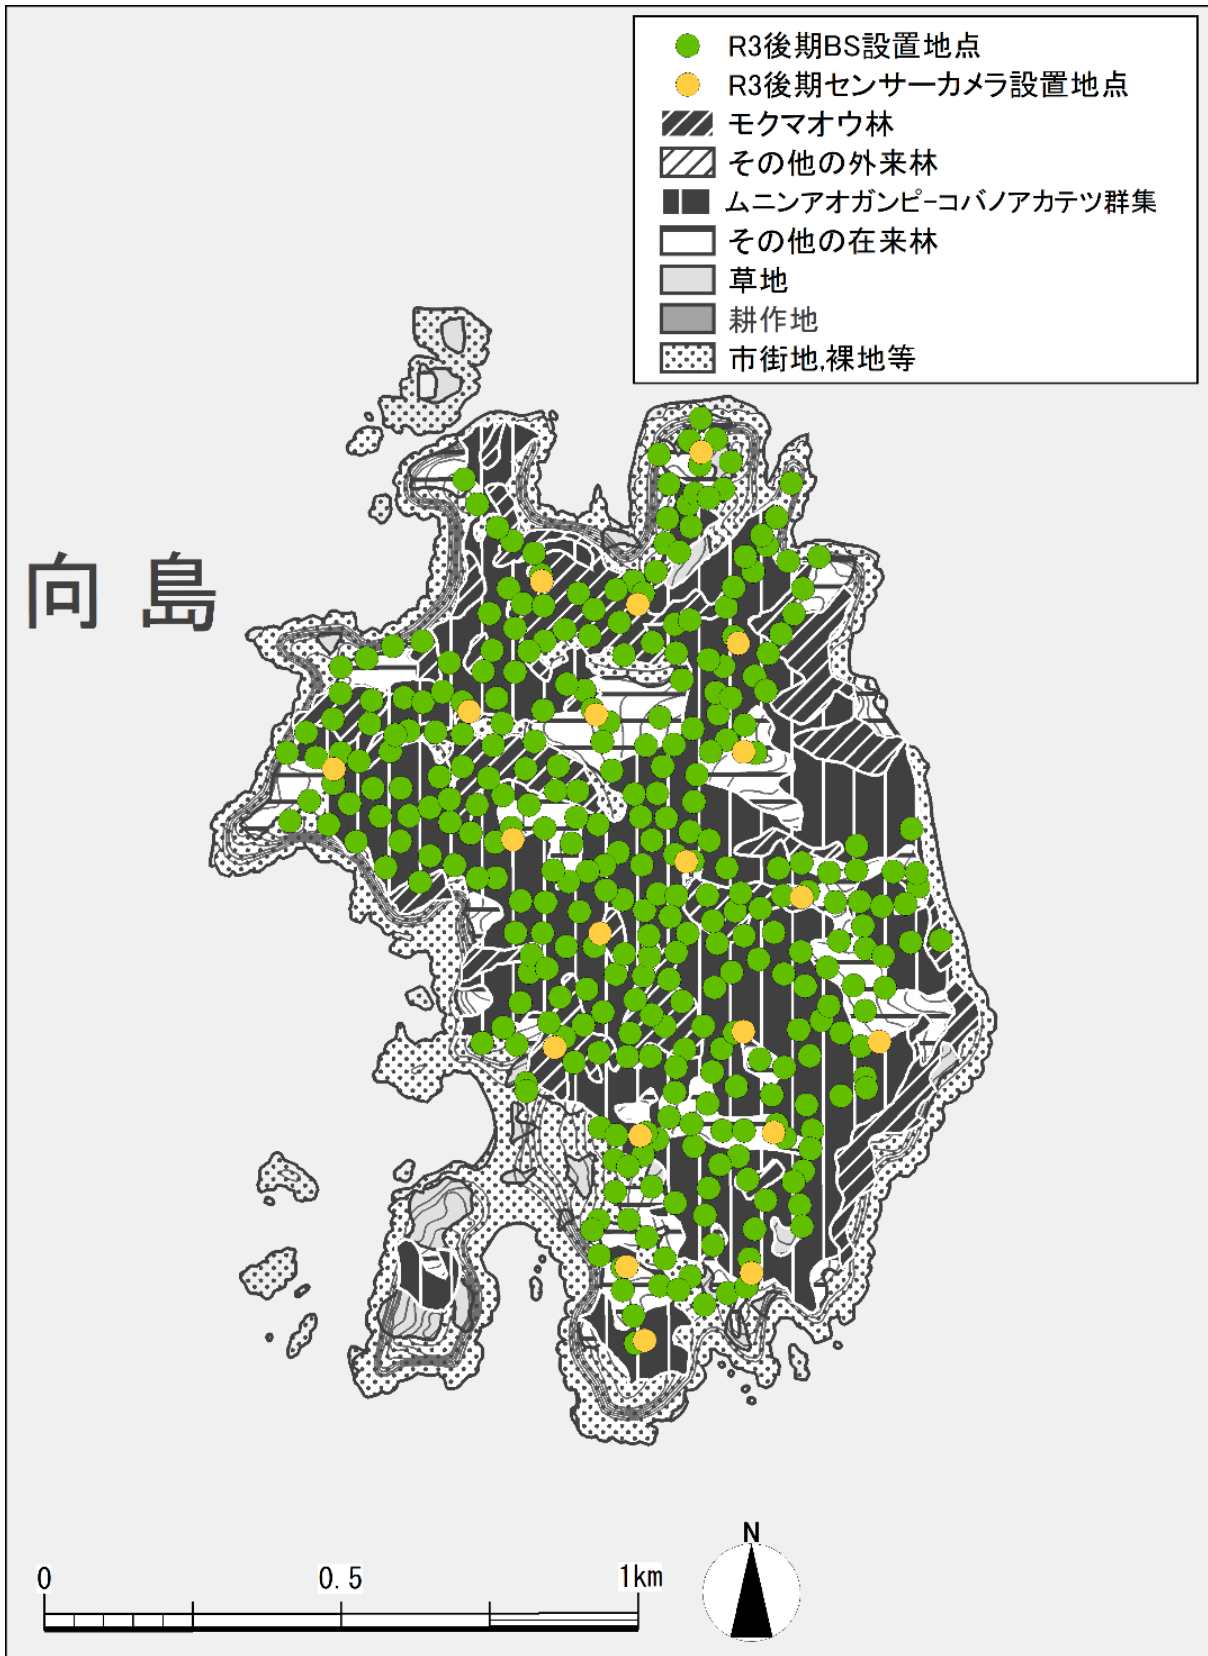 R3後期BS設置地点
R3後期センサーカメラ設置地点
モクマオウ林
その他の外来林
ムニンアオガンピ-コバノアカテツ群集
その他の在来林
草地
耕作地
市街地,裸地等
向島
0 0.5 1km
N